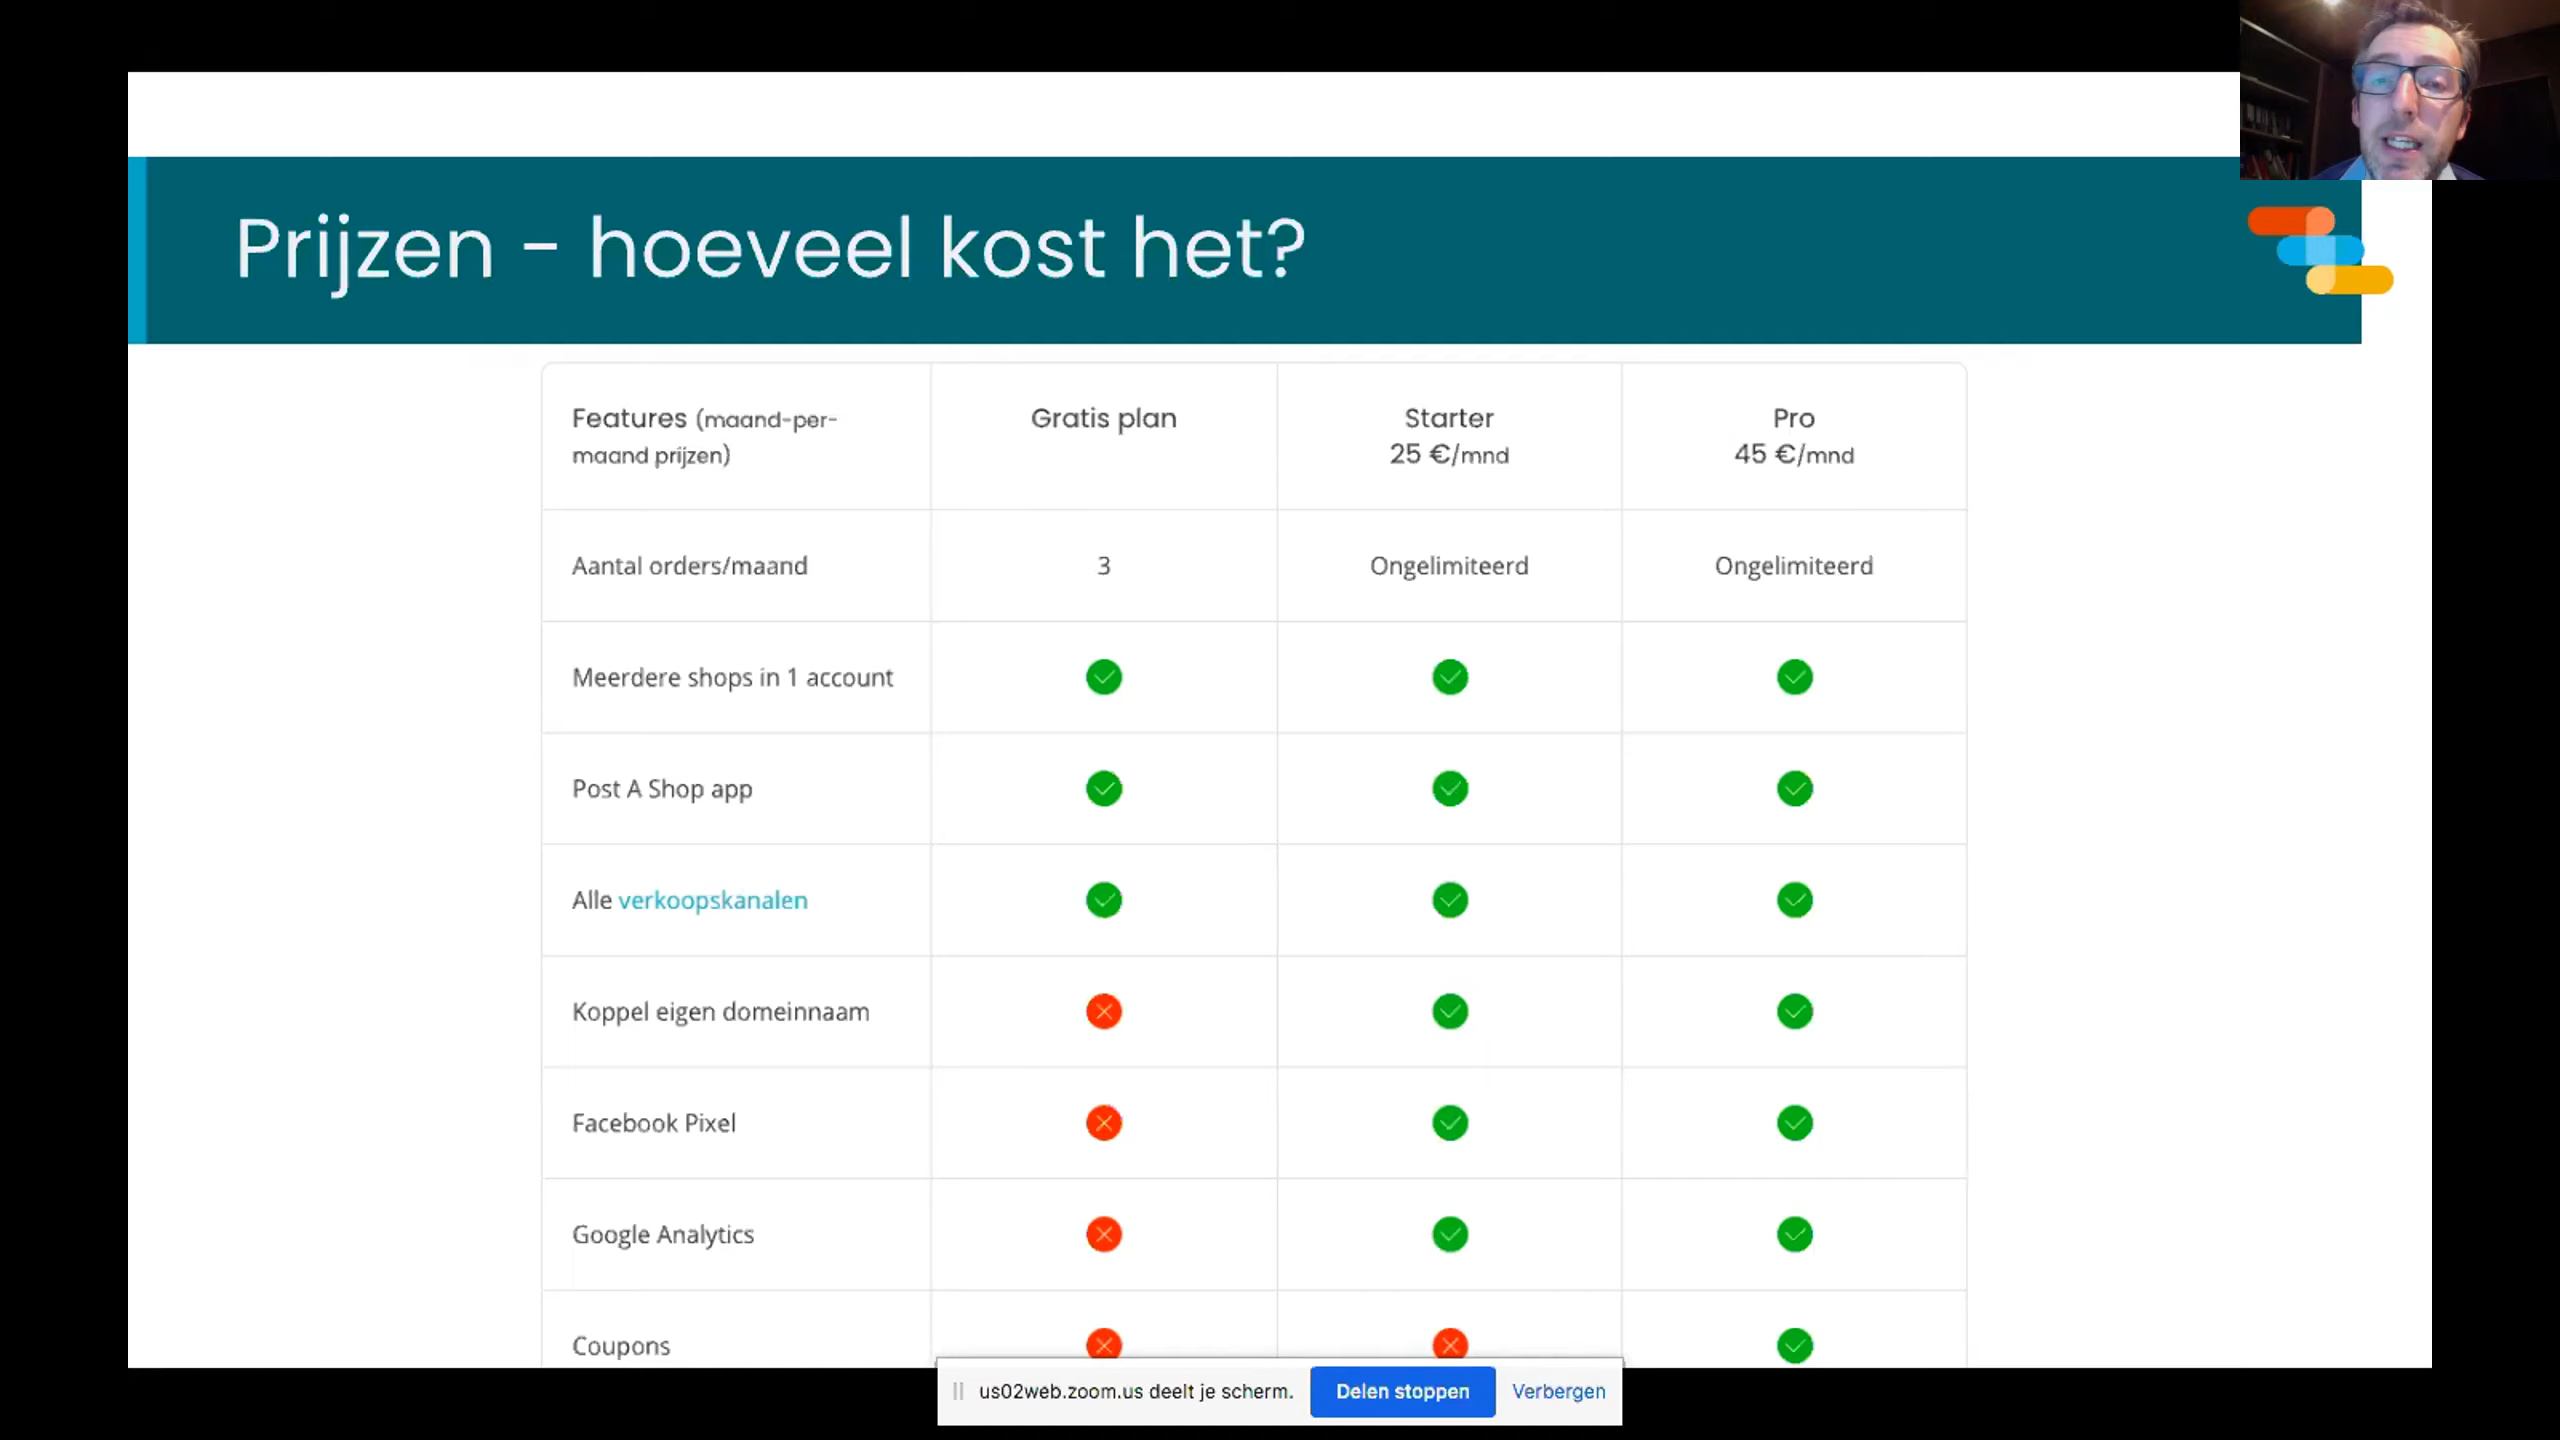 Prijzen - hoeveel kost het?
Features (maand-per-
maand prijzen)
Gratis plan
Starter
25 €/mnd
Pro
45 €/mnd
Aantal orders/maand
3
Ongelimiteerd
Ongelimiteerd
Meerdere shops in 1 account
Post A Shop app
Alle verkoopskanalen
Koppel eigen domeinnaam
Facebook Pixel
Google Analytics
Coupons
us02web.zoom.us deelt je scherm.
Delen stoppen
Verbergen